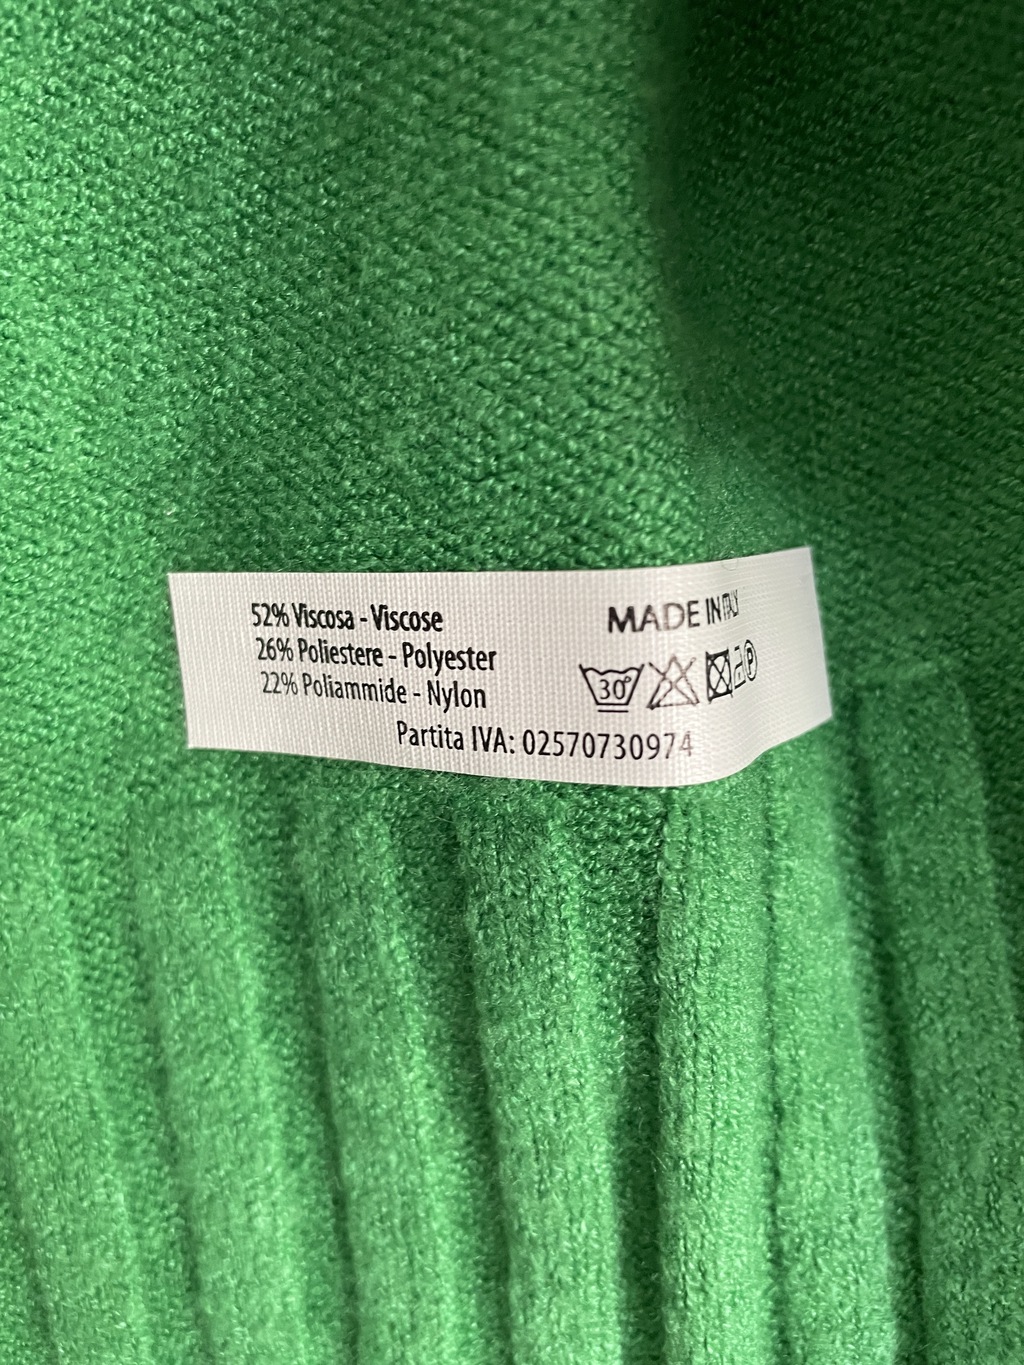 52% Viscosa - Viscose
26% Poliestere - Polyester
22% Poliammide - Nylon
Partita IVA: 02570730974
MADE IN ITALY
30°
P